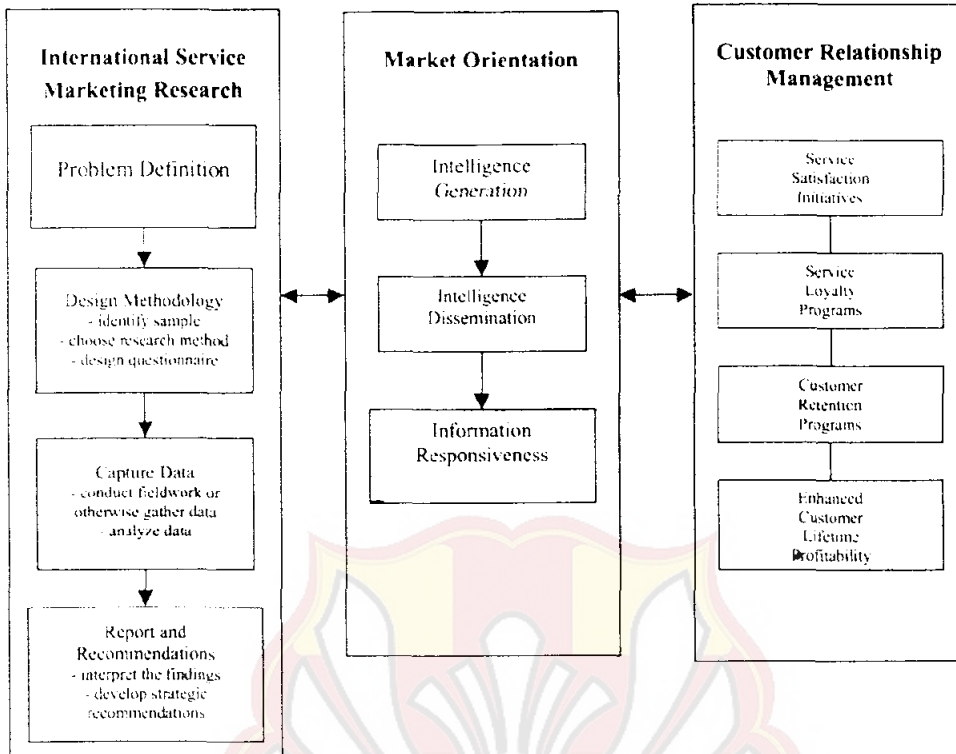 International Service
Marketing Research
Problem Definition
Design Methodology
- identify sample
- choose research method
- design questionnaire
Capture Data
- conduct fieldwork or
otherwise gather data
- analyze data
Report and
Recommendations
- interpret the findings
- develop strategic
recommendations
Market Orientation
Intelligence
Generation
Intelligence
Dissemination
Information
Responsiveness
Customer Relationship
Management
Service
Satisfaction
Initiatives
Service
Loyalty
Programs
Customer
Retention
Programs
Enhanced
Customer
Lifetime
Profitability